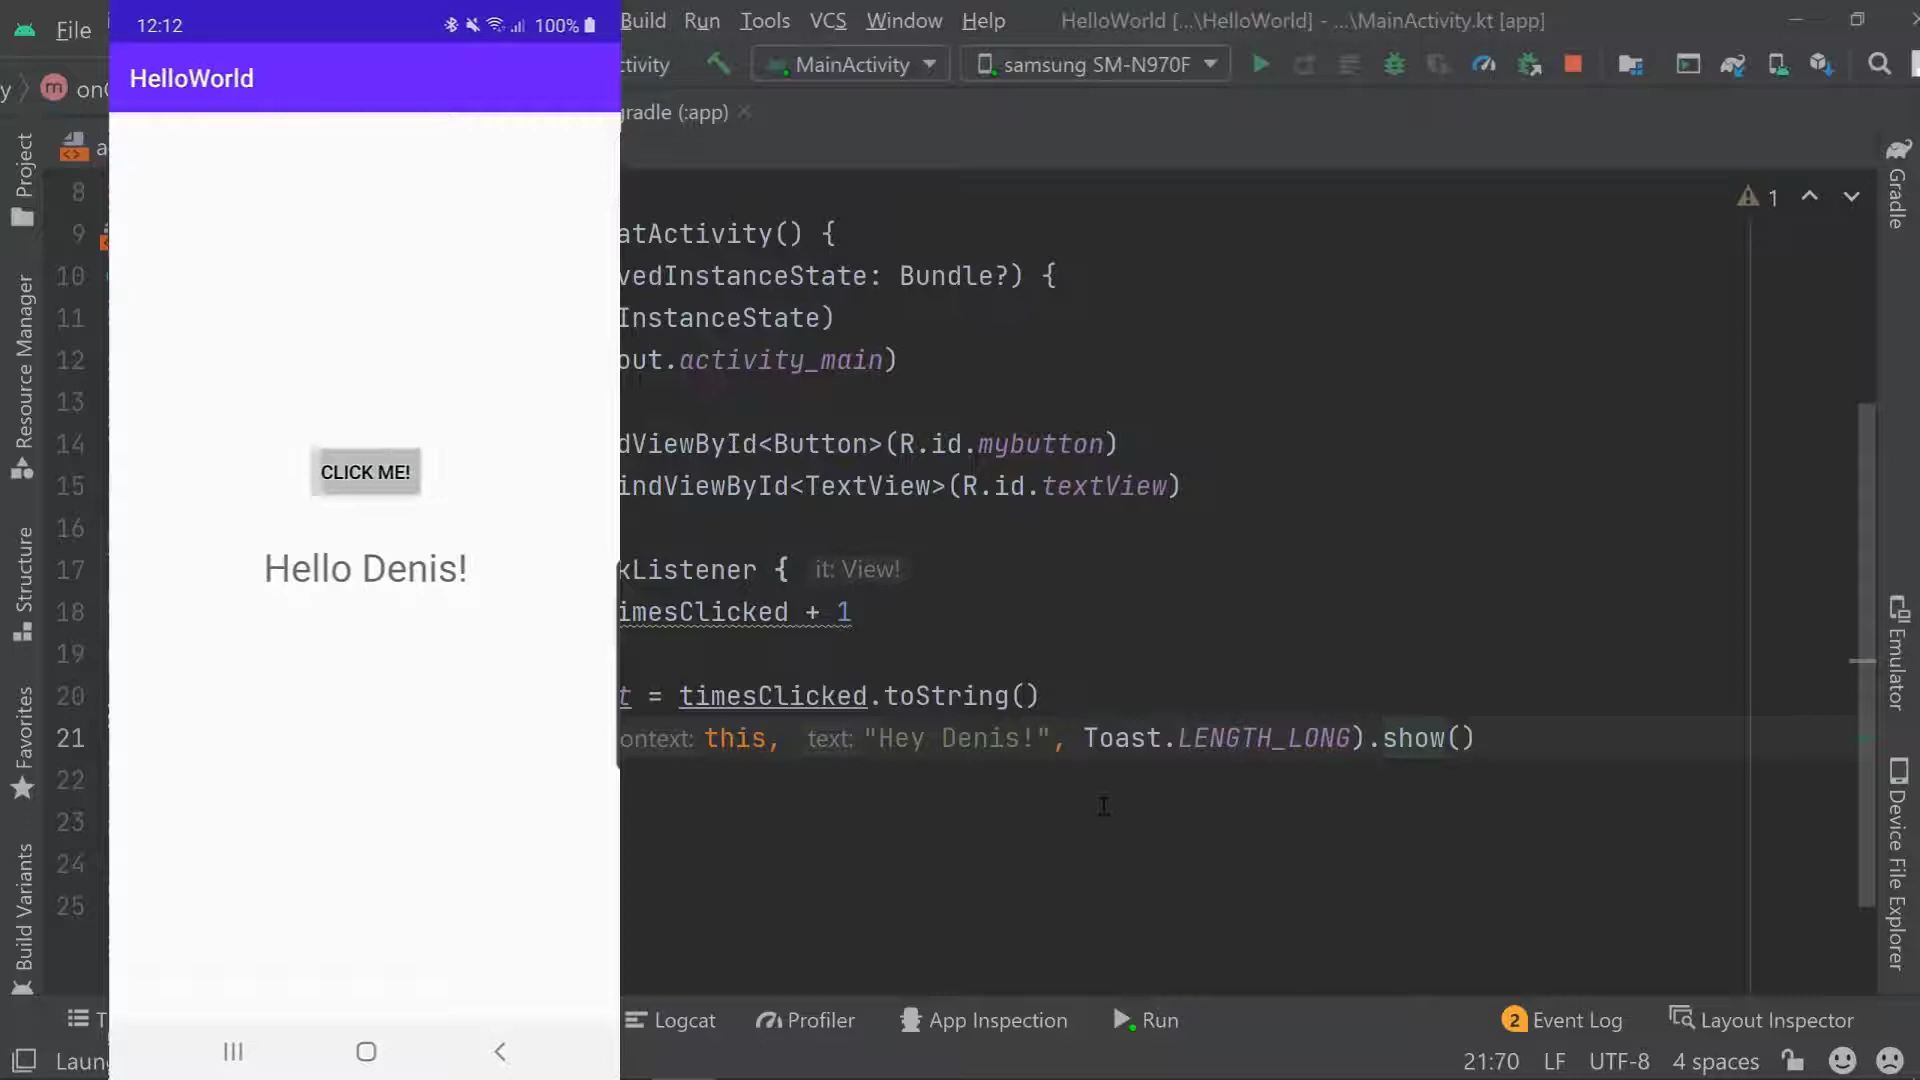 12:12 100%
File Build Run Tools VCS Window Help HelloWorld [...\HelloWorld] - ...\MainActivity.kt [app]
HelloWorld
ctivity MainActivity samsung SM-N970F
y m on
radle (:app)
a
8
9 atActivity() {
10 vedInstanceState: Bundle?) {
11 InstanceState)
12 out.activity_main)
13
14 dViewById<Button>(R.id.mybutton)
15 indViewById<TextView>(R.id.textView)
16
17 kListener { it: View!
18 imesClicked + 1
19
20 t = timesClicked.toString()
21 ontext: this, text: "Hey Denis!", Toast.LENGTH_LONG).show()
22
23
24
25
1
CLICK ME!
Hello Denis!
Project
Resource Manager
Structure
Favorites
Build Variants
Gradle
Emulator
Device File Explorer
T Logcat Profiler App Inspection Run 2 Event Log Layout Inspector
Laun 21:70 LF UTF-8 4 spaces